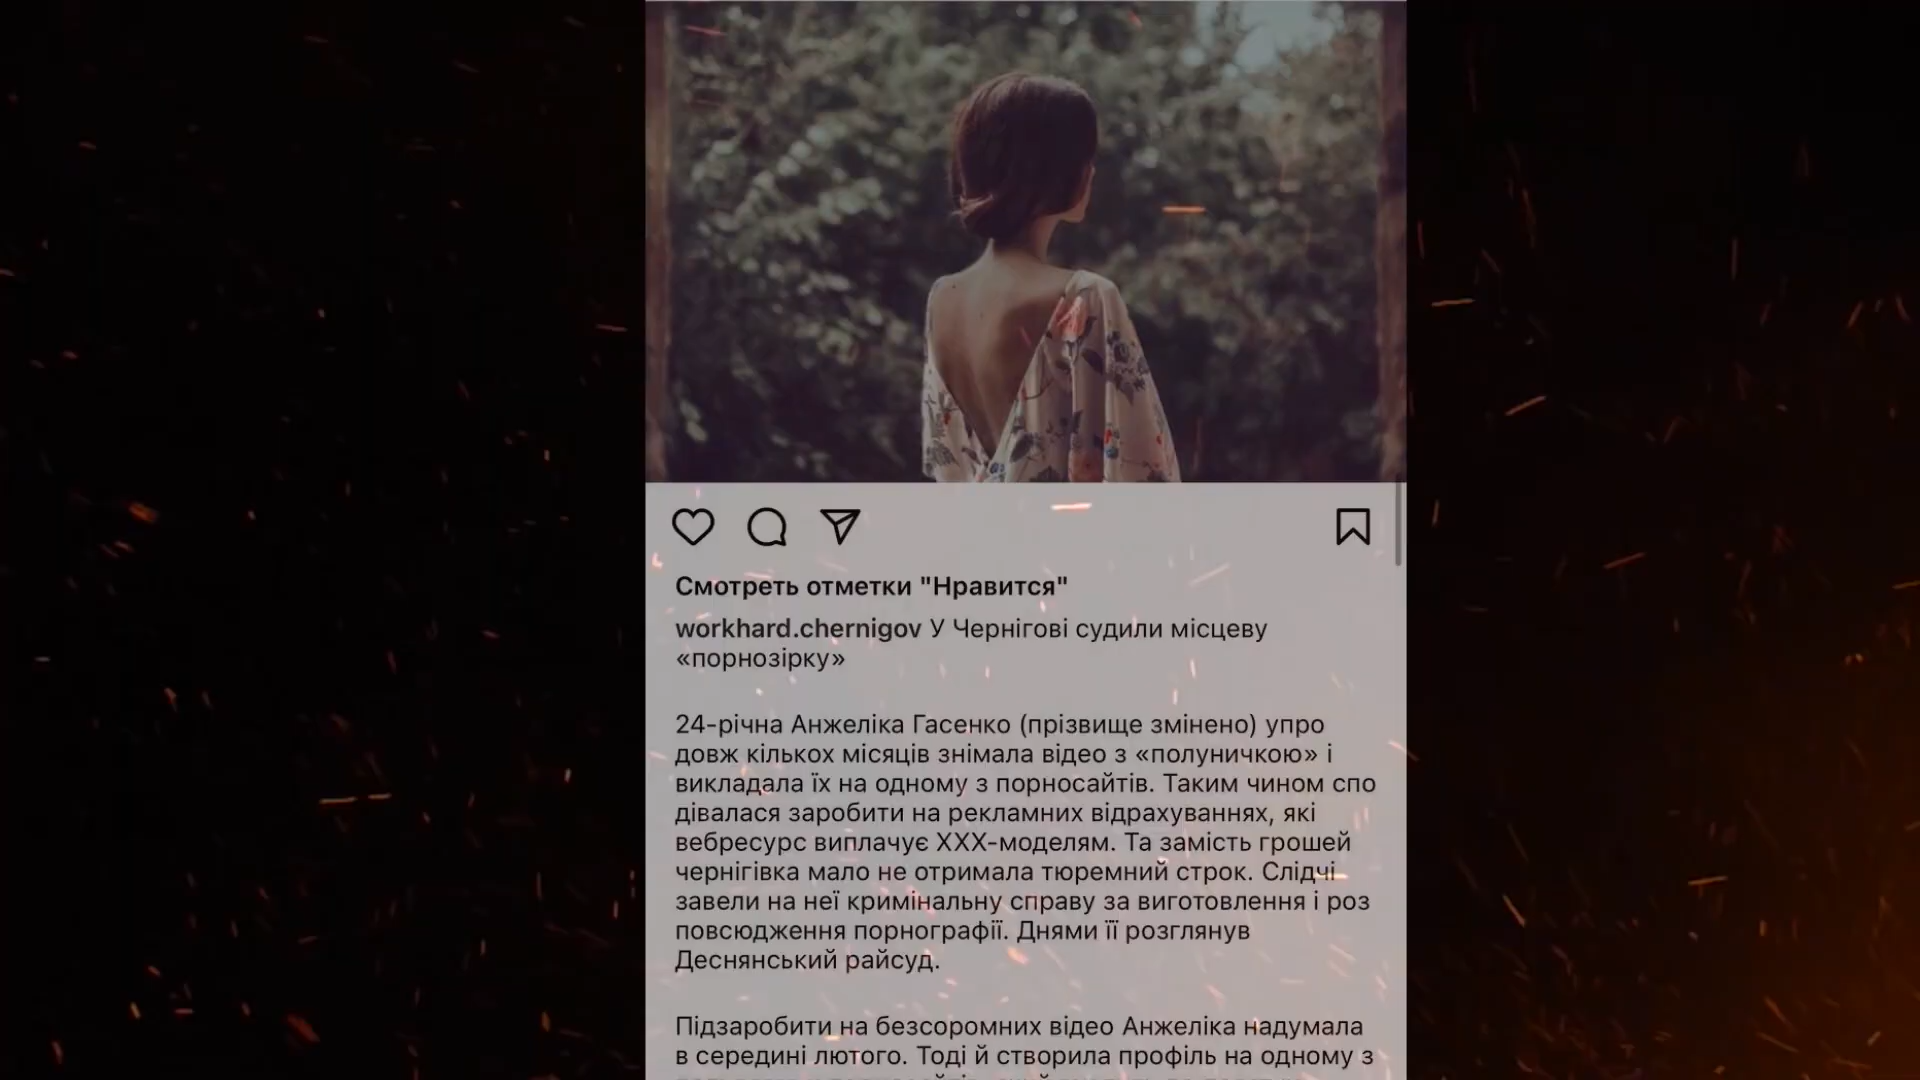 Смотреть отметки "Нравится"
workhard.chernigov У Чернігові судили місцеву
«порнозірку»
24-річна Анжеліка Гасенко (прізвище змінено) упро
довж кількох місяців знімала відео з «полуничкою» і
викладала їх на одному з порносайтів. Таким чином спо
дівалася заробити на рекламних відрахуваннях, які
вебресурс виплачує ХХХ-моделям. Та замість грошей
чернігівка мало не отримала тюремний строк. Слідчі
завели на неї кримінальну справу за виготовлення і роз
повсюдження порнографії. Днями її розглянув
Деснянський райсуд.
Підзаробити на безсоромних відео Анжеліка надумала
в середині лютого. Тоді й створила профіль на одному з